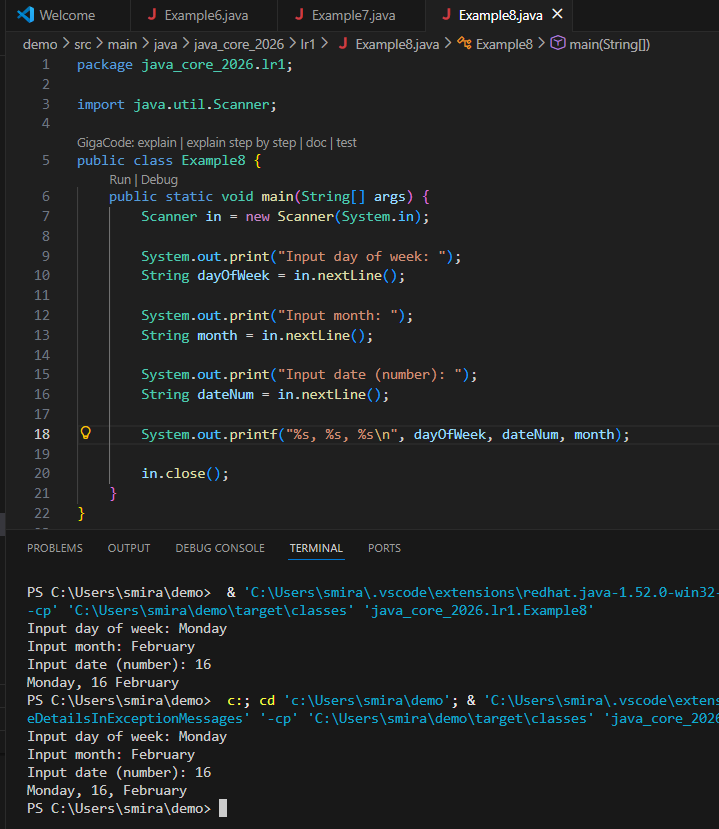 Welcome
Example6.java
Example7.java
Example8.java
demo > src > main > java > java_core_2026 > lr1 > Example8.java > Example8 > main(String[])
1 package java_core_2026.lr1;
2
3 import java.util.Scanner;
4
GigaCode: explain | explain step by step | doc | test
5 public class Example8 {
Run | Debug
6 public static void main(String[] args) {
7 Scanner in = new Scanner(System.in);
8
9 System.out.print("Input day of week: ");
10 String dayOfWeek = in.nextLine();
11
12 System.out.print("Input month: ");
13 String month = in.nextLine();
14
15 System.out.print("Input date (number): ");
16 String dateNum = in.nextLine();
17
18 System.out.printf("%s, %s, %s\n", dayOfWeek, dateNum, month);
19
20 in.close();
21 }
22 }
PROBLEMS OUTPUT DEBUG CONSOLE TERMINAL PORTS
PS C:\Users\smira\demo> & 'C:\Users\smira\.vscode\extensions\redhat.java-1.52.0-win32-
-cp' 'C:\Users\smira\demo\target\classes' 'java_core_2026.lr1.Example8'
Input day of week: Monday
Input month: February
Input date (number): 16
Monday, 16 February
PS C:\Users\smira\demo> c:; cd 'c:\Users\smira\demo'; & 'C:\Users\smira\.vscode\extens
eDetailsInExceptionMessages' '-cp' 'C:\Users\smira\demo\target\classes' 'java_core_2026
Input day of week: Monday
Input month: February
Input date (number): 16
Monday, 16, February
PS C:\Users\smira\demo>